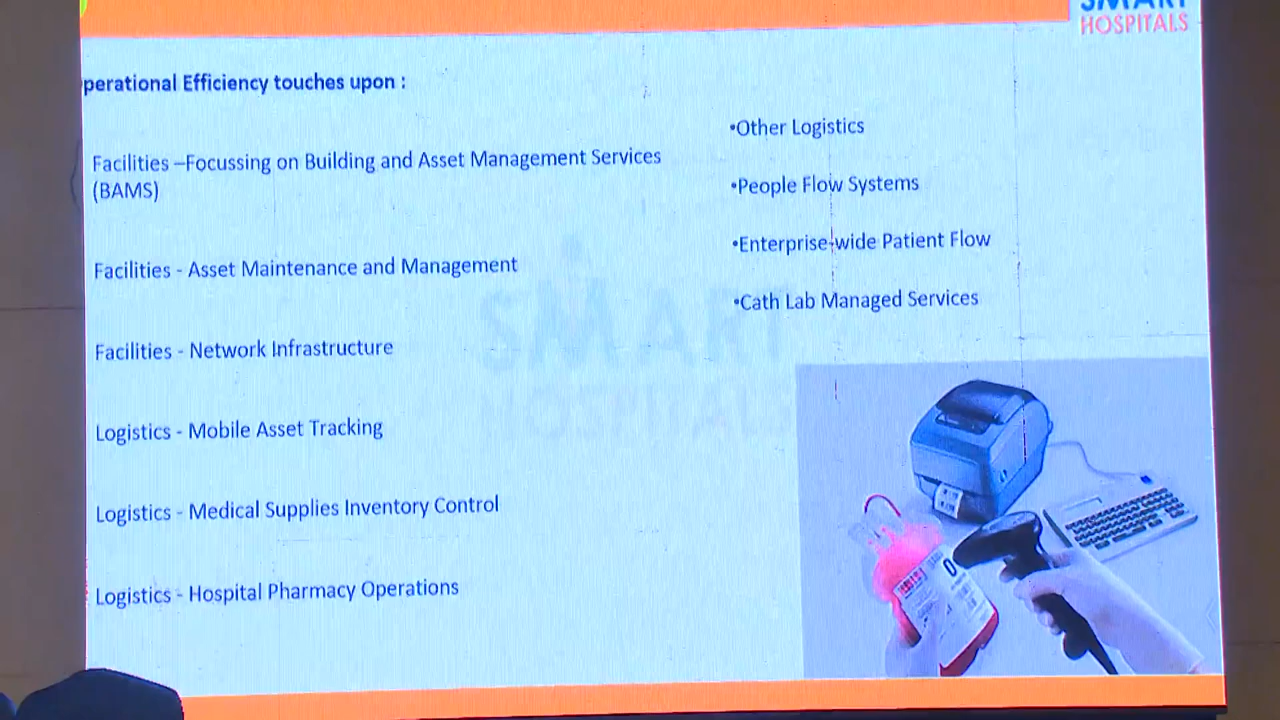 SMART
HOSPITALS
perational Efficiency touches upon :
Facilities –Focussing on Building and Asset Management Services
(BAMS)
Facilities - Asset Maintenance and Management
Facilities - Network Infrastructure
Logistics - Mobile Asset Tracking
Logistics - Medical Supplies Inventory Control
Logistics - Hospital Pharmacy Operations
•Other Logistics
•People Flow Systems
•Enterprise-wide Patient Flow
•Cath Lab Managed Services
SMART
HOSPITALS